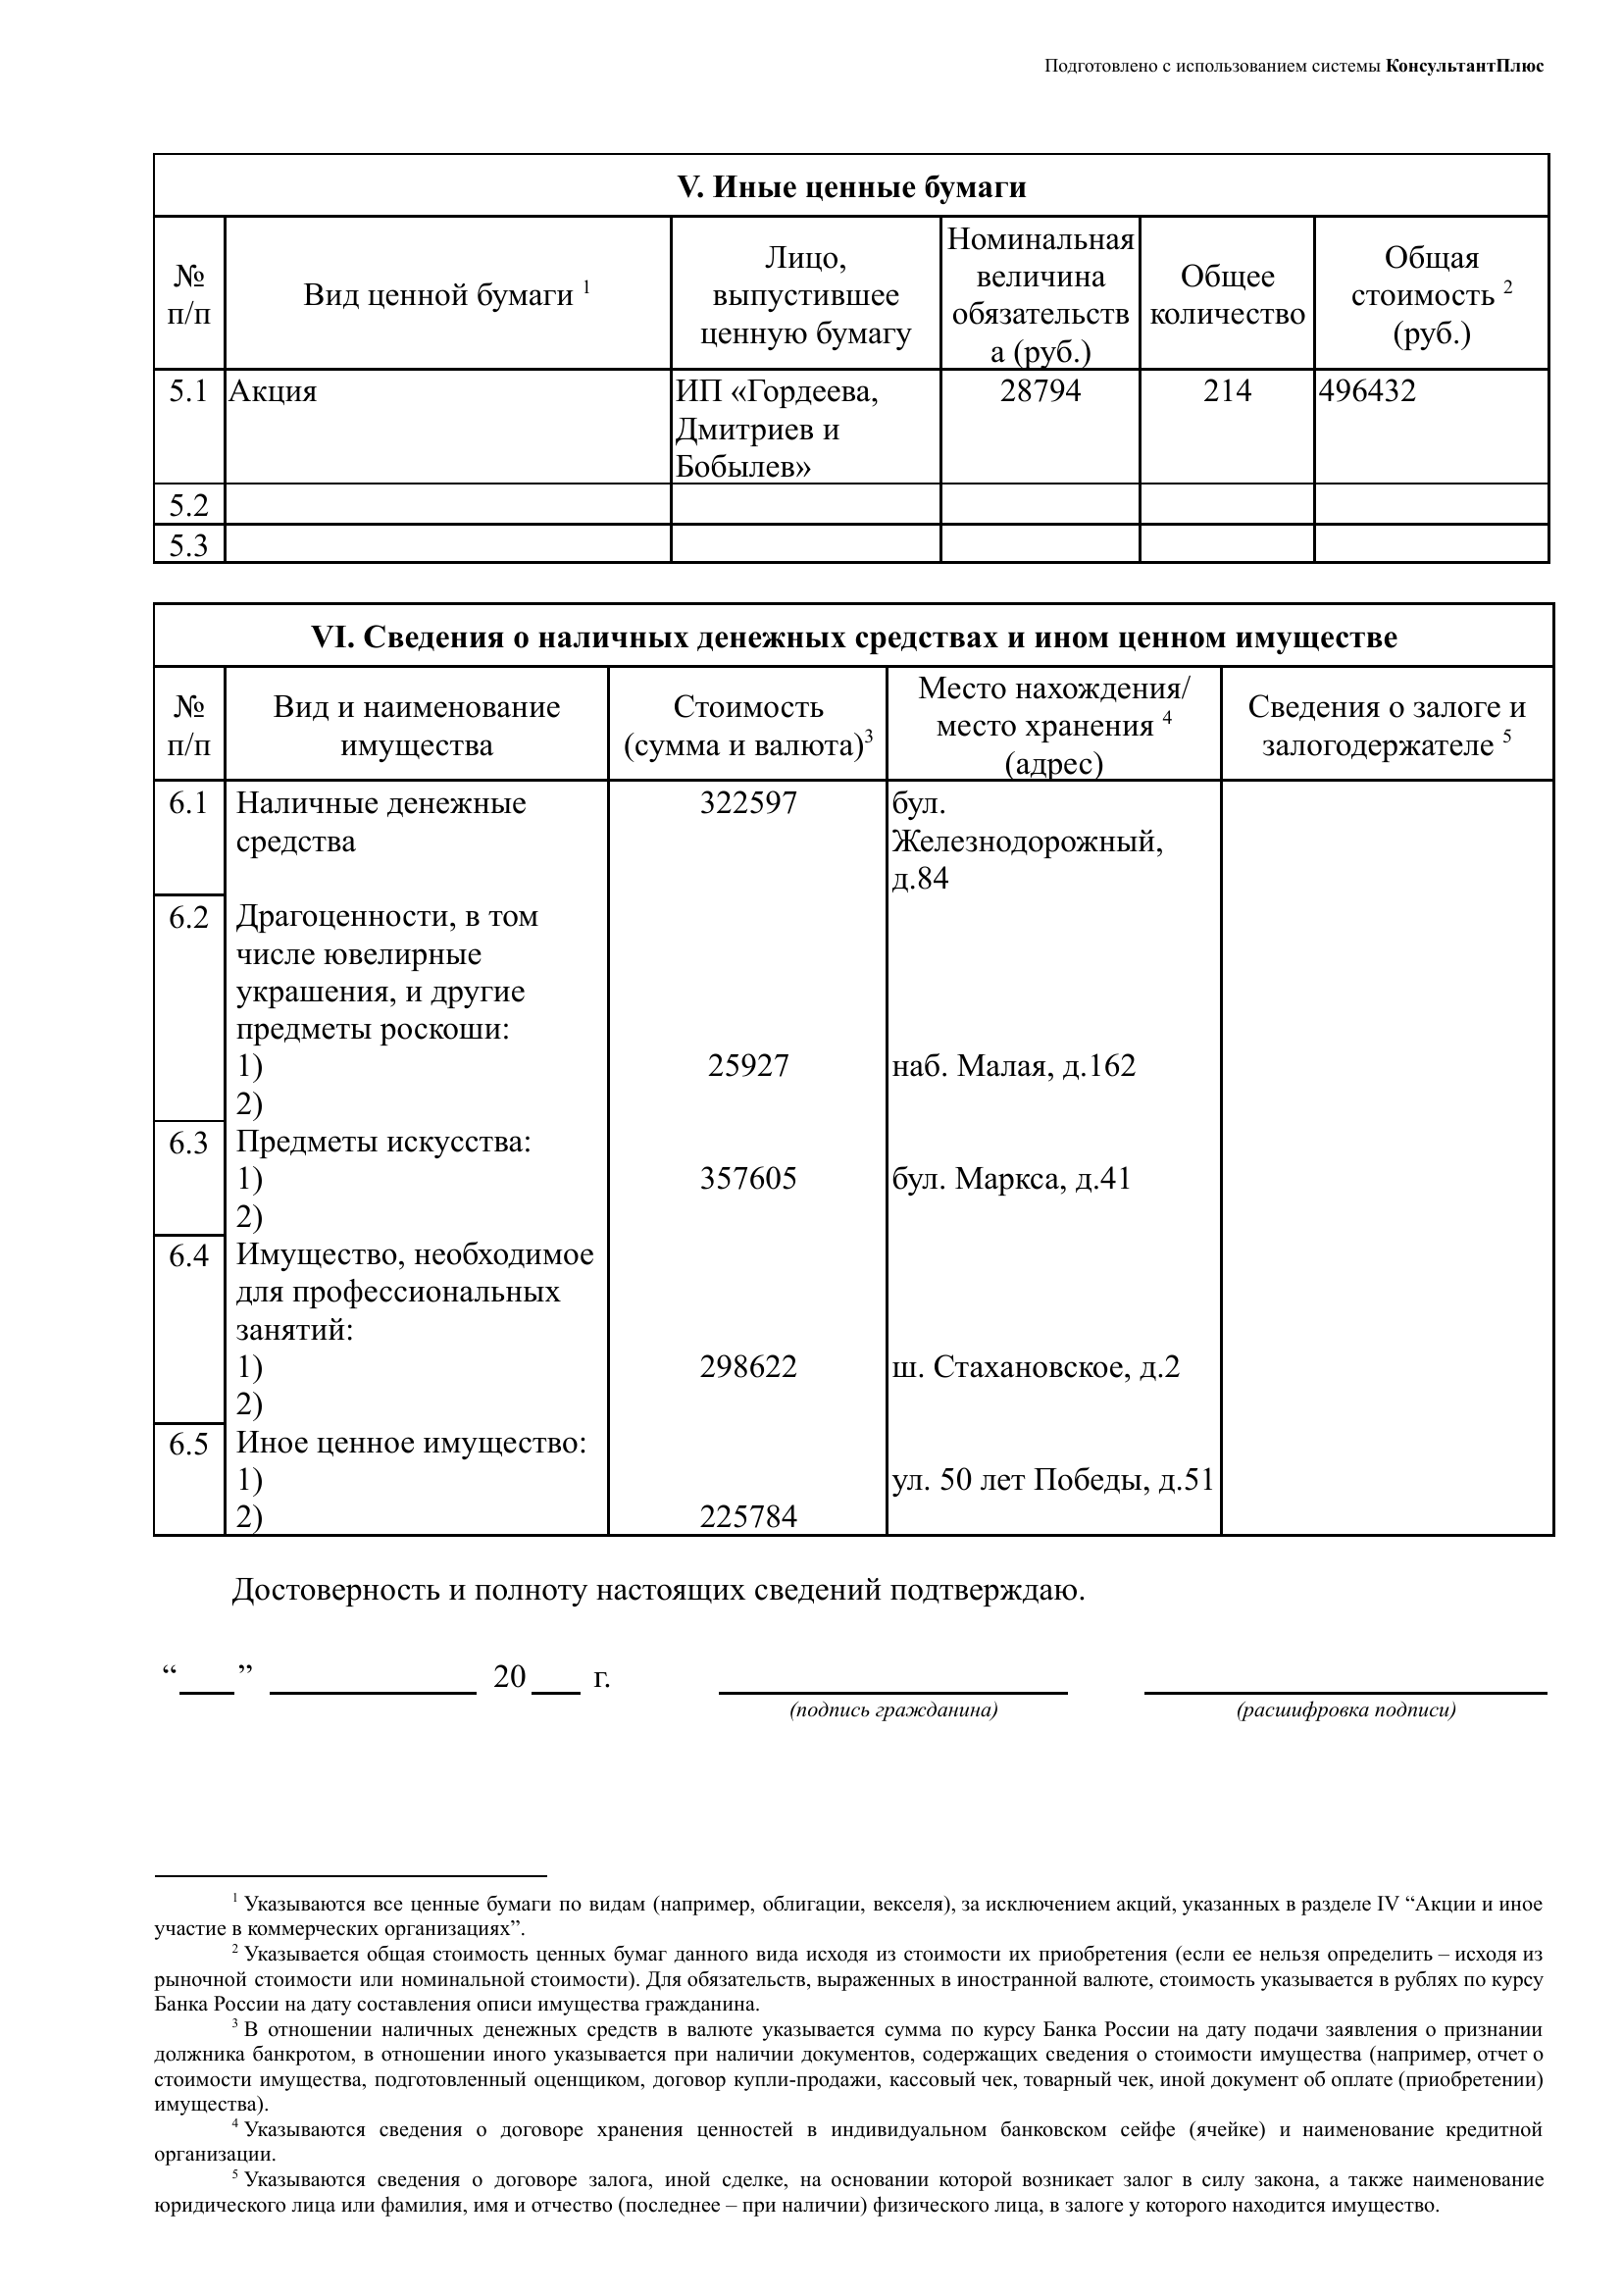 Подготовлено с использованием системы КонсультантПлюс
V. Иные ценные бумаги
№
п/п
Вид ценной бумаги 1
Лицо,
выпустившее
ценную бумагу
Номинальная
величина
обязательств
а (руб.)
Общее
количество
Общая
стоимость 2
(руб.)
5.1
Акция
ИП «Гордеева,
Дмитриев и
Бобылев»
28794
214
496432
5.2
5.3
VI. Сведения о наличных денежных средствах и ином ценном имуществе
№
п/п
Вид и наименование
имущества
Стоимость
(сумма и валюта)3
Место нахождения/
место хранения 4
(адрес)
Сведения о залоге и
залогодержателе 5
6.1
Наличные денежные
средства
322597
бул.
Железнодорожный,
д.84
6.2
Драгоценности, в том
числе ювелирные
украшения, и другие
предметы роскоши:
1)
2)
25927
наб. Малая, д.162
6.3
Предметы искусства:
1)
2)
357605
бул. Маркса, д.41
6.4
Имущество, необходимое
для профессиональных
занятий:
1)
2)
298622
ш. Стахановское, д.2
6.5
Иное ценное имущество:
1)
2)
225784
ул. 50 лет Победы, д.51
Достоверность и полноту настоящих сведений подтверждаю.
“ ” 20 г.
(подпись гражданина)
(расшифровка подписи)
1 Указываются все ценные бумаги по видам (например, облигации, векселя), за исключением акций, указанных в разделе IV “Акции и иное
участие в коммерческих организациях”.
2 Указывается общая стоимость ценных бумаг данного вида исходя из стоимости их приобретения (если ее нельзя определить – исходя из
рыночной стоимости или номинальной стоимости). Для обязательств, выраженных в иностранной валюте, стоимость указывается в рублях по курсу
Банка России на дату составления описи имущества гражданина.
3 В отношении наличных денежных средств в валюте указывается сумма по курсу Банка России на дату подачи заявления о признании
должника банкротом, в отношении иного указывается при наличии документов, содержащих сведения о стоимости имущества (например, отчет о
стоимости имущества, подготовленный оценщиком, договор купли-продажи, кассовый чек, товарный чек, иной документ об оплате (приобретении)
имущества).
4 Указываются сведения о договоре хранения ценностей в индивидуальном банковском сейфе (ячейке) и наименование кредитной
организации.
5 Указываются сведения о договоре залога, иной сделке, на основании которой возникает залог в силу закона, а также наименование
юридического лица или фамилия, имя и отчество (последнее – при наличии) физического лица, в залоге у которого находится имущество.